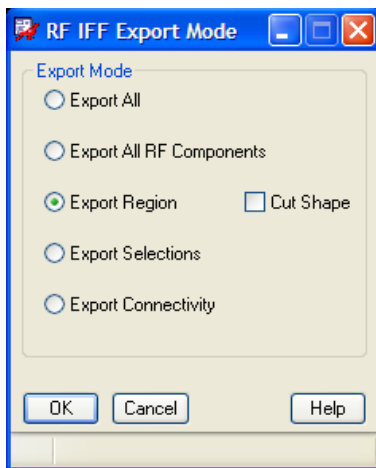 RF IFF Export Mode
Export Mode
Export All
Export All RF Components
Export Region Cut Shape
Export Selections
Export Connectivity
OK Cancel Help